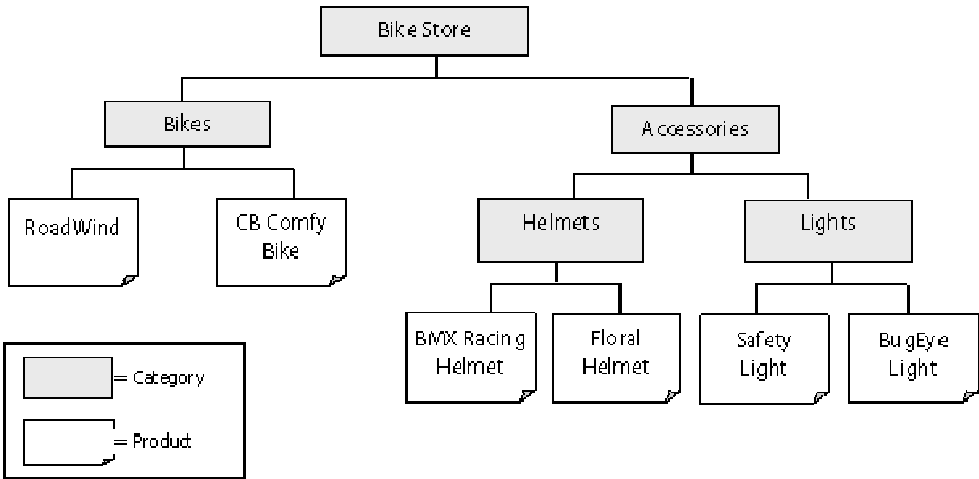 Bike Store
Bikes
Accessories
RoadWind
CB Comfy
Bike
Helmets
Lights
BMX Racing
Helmet
Floral
Helmet
Safety
Light
BugEye
Light
= Category
= Product